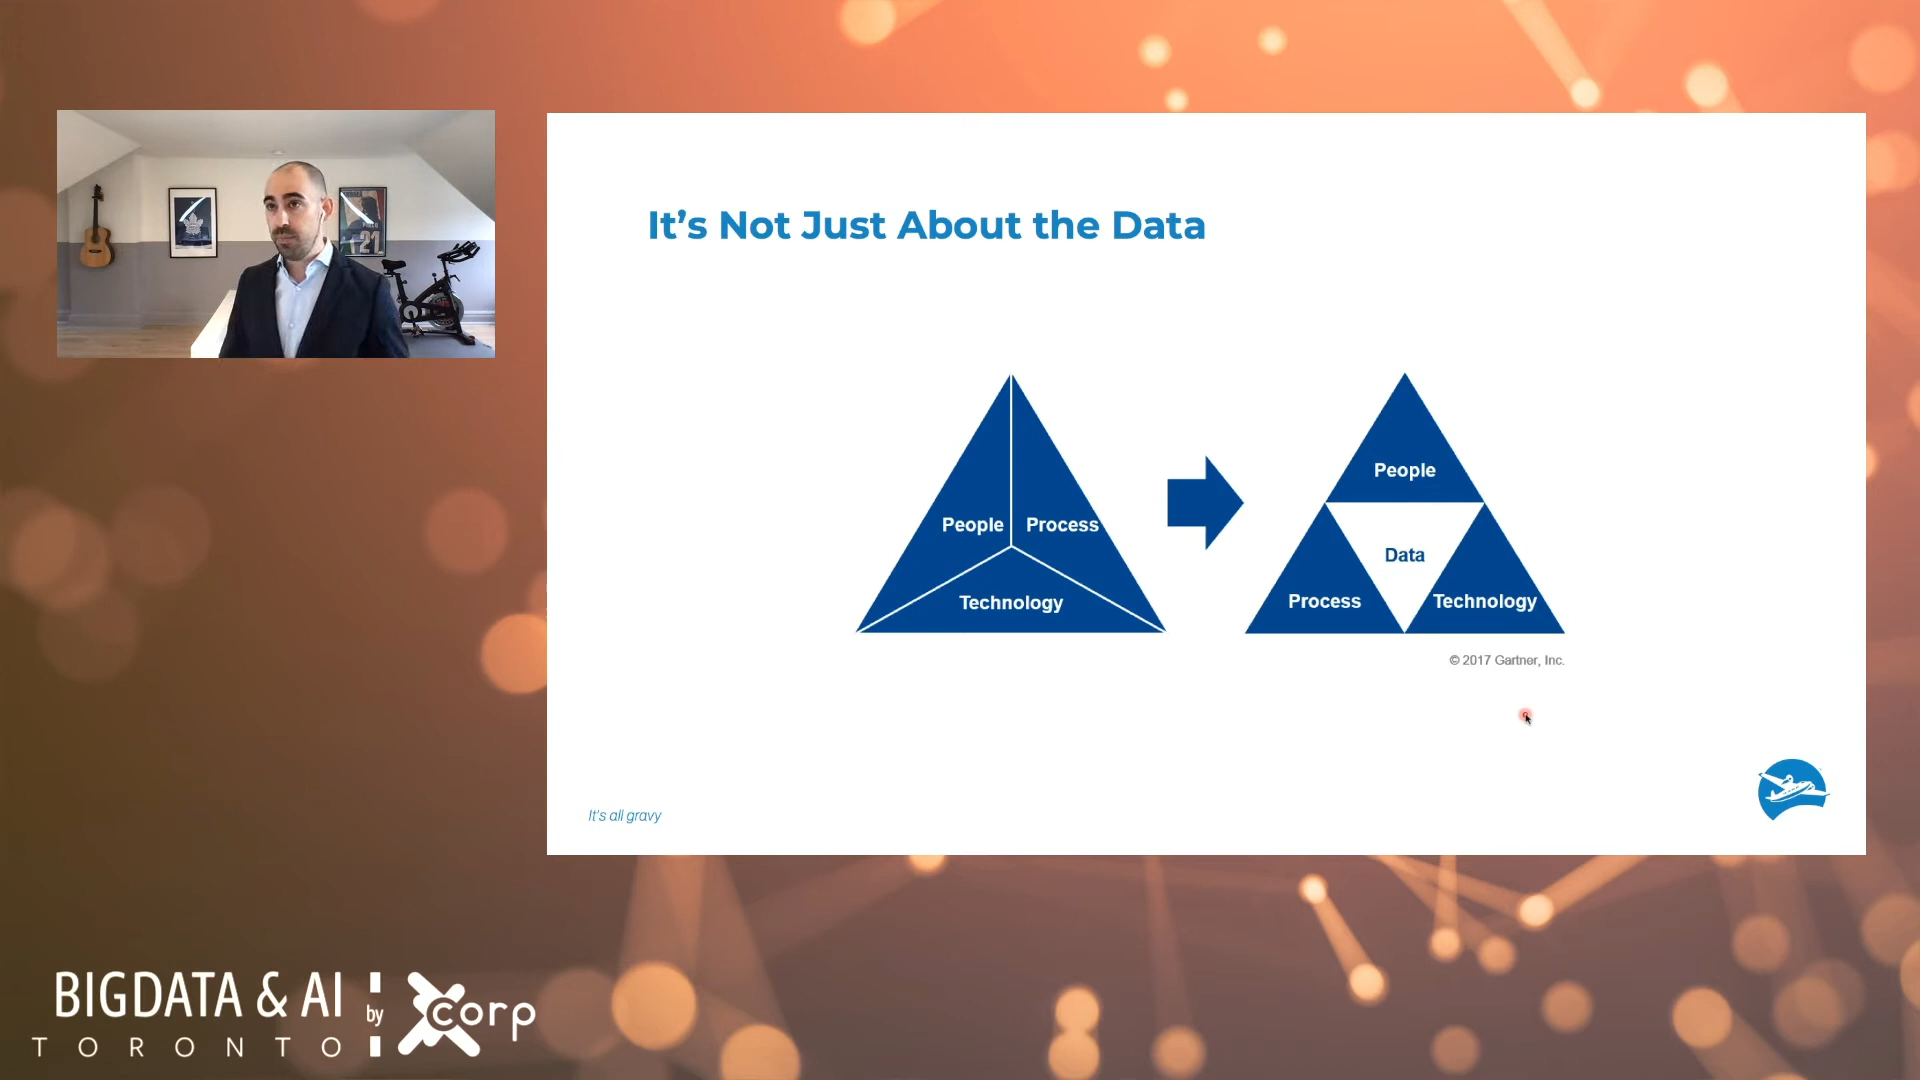 It's Not Just About the Data
People
Process
Technology
People
Data
Process
Technology
© 2017 Gartner, Inc.
It's all gravy
21
BIGDATA & AI
TORONTO
by
corp